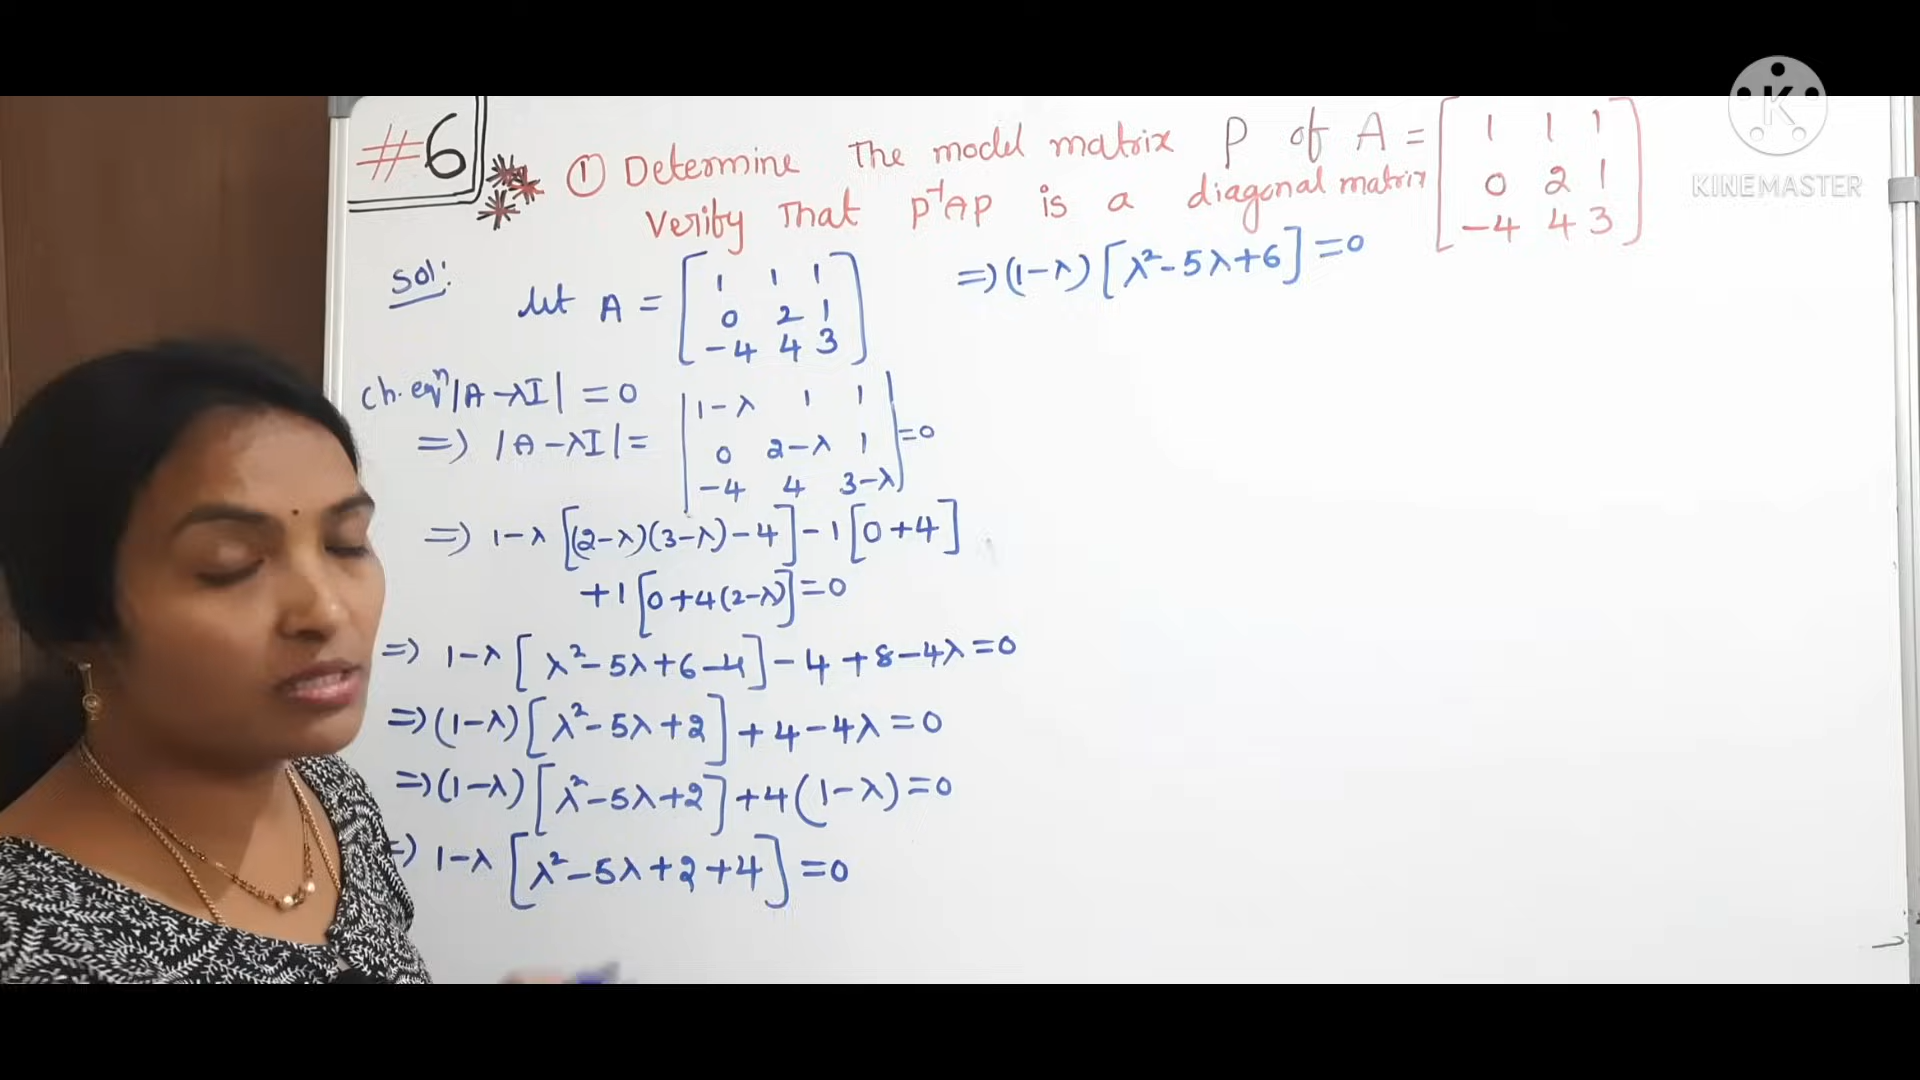 #6
① Determine The model matrix P of A = [1 1 1
0 2 1
-4 4 3]
Verify That P⁻¹AP is a diagonal matrix
KINEMASTER
Sol:
let A = [1 1 1
0 2 1
-4 4 3]
ch. eqⁿ |A-λI| = 0
=> |A-λI| = |1-λ 1 1
0 2-λ 1
-4 4 3-λ| = 0
=> 1-λ [(2-λ)(3-λ)-4] - 1[0+4]
+1[0+4(2-λ)] = 0
=> 1-λ [λ²-5λ+6-4] - 4 + 8 - 4λ = 0
=> (1-λ)[λ²-5λ+2] + 4 - 4λ = 0
=> (1-λ)[λ²-5λ+2] + 4(1-λ) = 0
=> 1-λ [λ²-5λ+2+4] = 0
=> (1-λ)[λ²-5λ+6] = 0